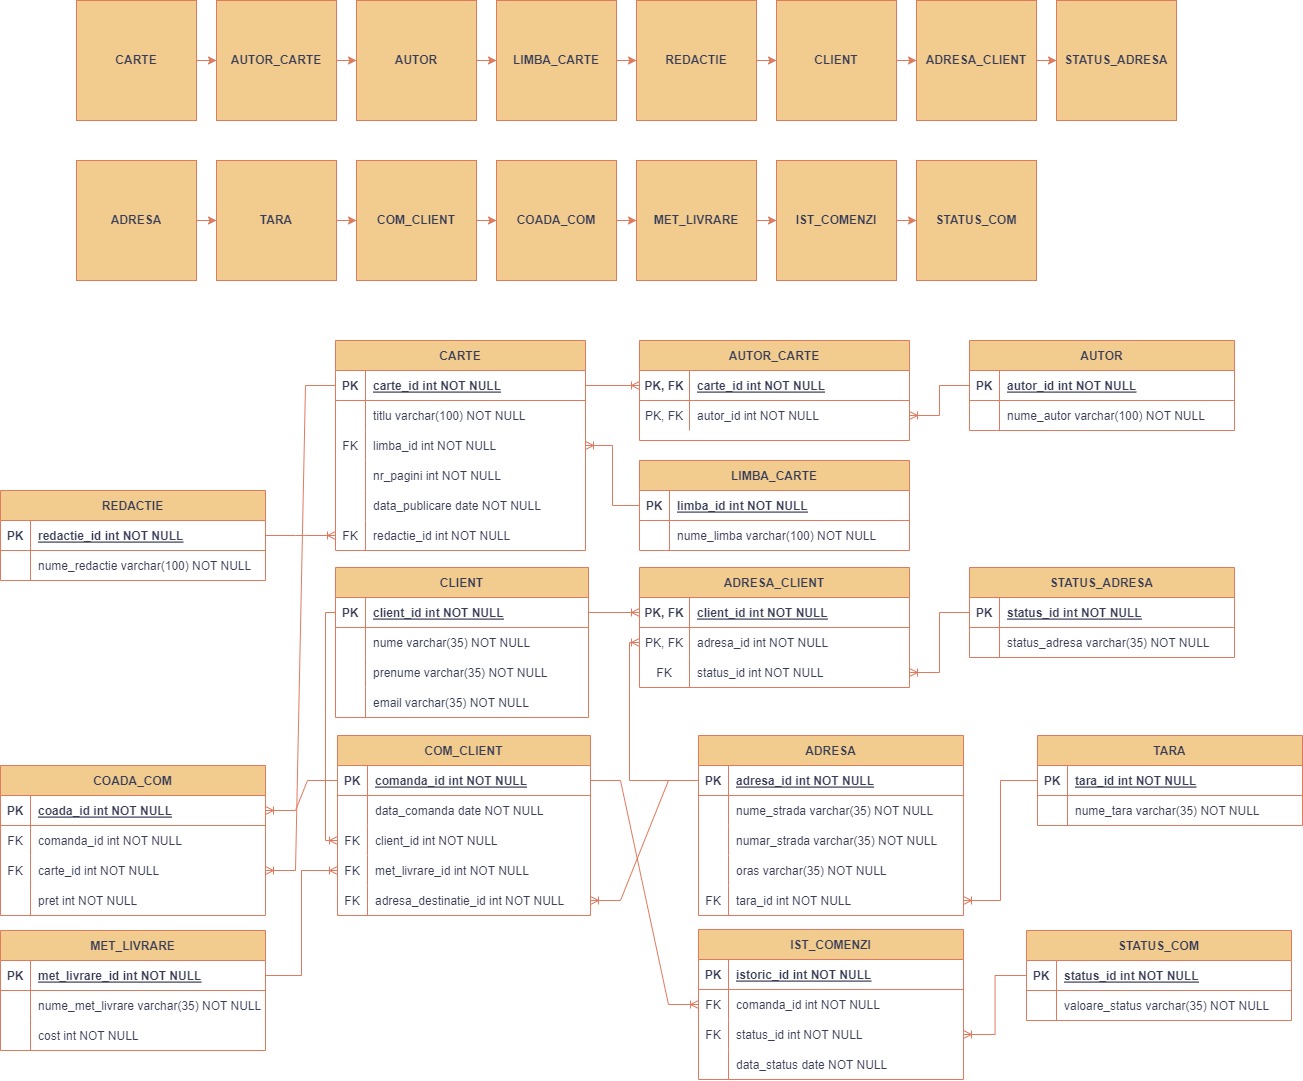 CARTE
AUTOR_CARTE
AUTOR
LIMBA_CARTE
REDACTIE
CLIENT
ADRESA_CLIENT
STATUS_ADRESA
ADRESA
TARA
COM_CLIENT
COADA_COM
MET_LIVRARE
IST_COMENZI
STATUS_COM
CARTE
PK carte_id int NOT NULL
titlu varchar(100) NOT NULL
FK limba_id int NOT NULL
nr_pagini int NOT NULL
data_publicare date NOT NULL
FK redactie_id int NOT NULL
AUTOR_CARTE
PK, FK carte_id int NOT NULL
PK, FK autor_id int NOT NULL
AUTOR
PK autor_id int NOT NULL
nume_autor varchar(100) NOT NULL
LIMBA_CARTE
PK limba_id int NOT NULL
nume_limba varchar(100) NOT NULL
REDACTIE
PK redactie_id int NOT NULL
nume_redactie varchar(100) NOT NULL
CLIENT
PK client_id int NOT NULL
nume varchar(35) NOT NULL
prenume varchar(35) NOT NULL
email varchar(35) NOT NULL
ADRESA_CLIENT
PK, FK client_id int NOT NULL
PK, FK adresa_id int NOT NULL
FK status_id int NOT NULL
STATUS_ADRESA
PK status_id int NOT NULL
status_adresa varchar(35) NOT NULL
COADA_COM
PK coada_id int NOT NULL
FK comanda_id int NOT NULL
FK carte_id int NOT NULL
pret int NOT NULL
COM_CLIENT
PK comanda_id int NOT NULL
data_comanda date NOT NULL
FK client_id int NOT NULL
FK met_livrare_id int NOT NULL
FK adresa_destinatie_id int NOT NULL
ADRESA
PK adresa_id int NOT NULL
nume_strada varchar(35) NOT NULL
numar_strada varchar(35) NOT NULL
oras varchar(35) NOT NULL
FK tara_id int NOT NULL
TARA
PK tara_id int NOT NULL
nume_tara varchar(35) NOT NULL
MET_LIVRARE
PK met_livrare_id int NOT NULL
nume_met_livrare varchar(35) NOT NULL
cost int NOT NULL
IST_COMENZI
PK istoric_id int NOT NULL
FK comanda_id int NOT NULL
FK status_id int NOT NULL
data_status date NOT NULL
STATUS_COM
PK status_id int NOT NULL
valoare_status varchar(35) NOT NULL